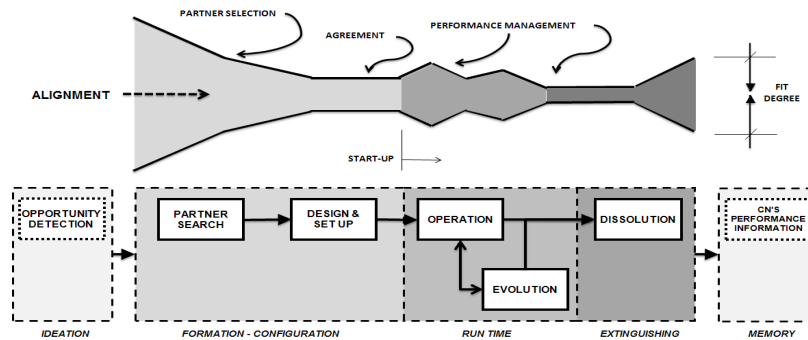 PARTNER SELECTION
AGREEMENT
PERFORMANCE MANAGEMENT
ALIGNMENT
FIT
DEGREE
START-UP
OPPORTUNITY
DETECTION
PARTNER
SEARCH
DESIGN &
SET UP
OPERATION
DISSOLUTION
CN'S
PERFORMANCE
INFORMATION
EVOLUTION
IDEATION
FORMATION - CONFIGURATION
RUN TIME
EXTINGUISHING
MEMORY